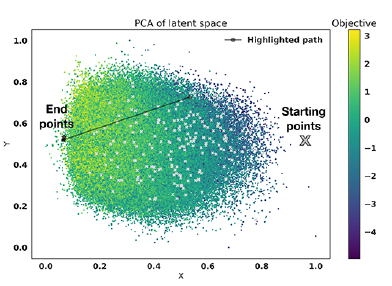 PCA of latent space
Objective
Highlighted path
End
points
Starting
points
Y
1.0
0.8
0.6
0.4
0.2
0.0
0.0 0.2 0.4 0.6 0.8 1.0
X
3
2
1
0
−1
−2
−3
−4